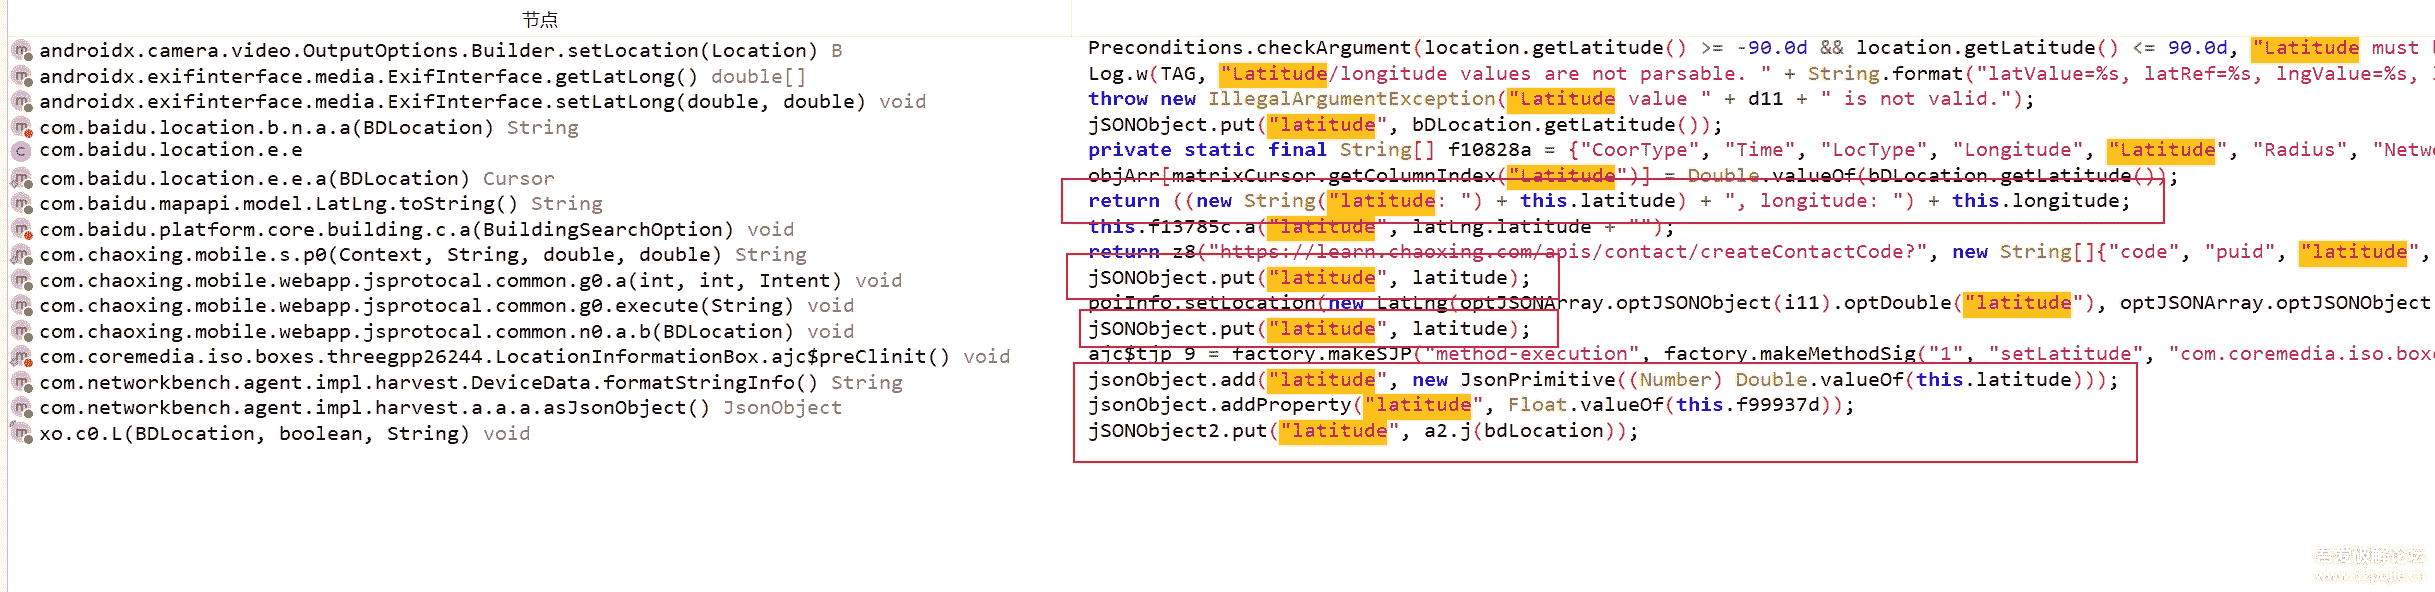 节点
androidx.camera.video.OutputOptions.Builder.setLocation(Location) B
Preconditions.checkArgument(location.getLatitude() >= -90.0d && location.getLatitude() <= 90.0d, "Latitude must
androidx.exifinterface.media.ExifInterface.getLatLong() double[]
Log.w(TAG, "Latitude/longitude values are not parsable. " + String.format("latValue=%s, latRef=%s, lngValue=%s,
androidx.exifinterface.media.ExifInterface.setLatLong(double, double) void
throw new IllegalArgumentException("Latitude value " + d11 + " is not valid.");
com.baidu.location.b.n.a.a(BDLocation) String
jSONObject.put("latitude", bDLocation.getLatitude());
com.baidu.location.e.e
private static final String[] f10828a = {"CoorType", "Time", "LocType", "Longitude", "Latitude", "Radius", "Netw
com.baidu.location.e.e.a(BDLocation) Cursor
objArr[matrixCursor.getColumnIndex("Latitude")] = Double.valueOf(bDLocation.getLatitude());
com.baidu.mapapi.model.LatLng.toString() String
return ((new String("latitude: ") + this.latitude) + ", longitude: ") + this.longitude;
com.baidu.platform.core.building.c.a(BuildingSearchOption) void
this.f13785c.a("latitude", latLng.latitude + "");
com.chaoxing.mobile.s.p0(Context, String, double, double) String
return z8("https://learn.chaoxing.com/apis/contact/createContactCode?", new String[]{"code", "puid", "latitude",
com.chaoxing.mobile.webapp.jsprotocal.common.g0.a(int, int, Intent) void
jSONObject.put("latitude", latitude);
com.chaoxing.mobile.webapp.jsprotocal.common.g0.execute(String) void
poiInfo.setLocation(new LatLng(optJSONArray.optJSONObject(i11).optDouble("latitude"), optJSONArray.optJSONObject
com.chaoxing.mobile.webapp.jsprotocal.common.n0.a.b(BDLocation) void
jSONObject.put("latitude", latitude);
com.coremedia.iso.boxes.threegpp26244.LocationInformationBox.ajc$preClinit() void
ajc$tjp_9 = factory.makeSJP("method-execution", factory.makeMethodSig("1", "setLatitude", "com.coremedia.iso.box
com.networkbench.agent.impl.harvest.DeviceData.formatStringInfo() String
jsonObject.add("latitude", new JsonPrimitive((Number) Double.valueOf(this.latitude)));
com.networkbench.agent.impl.harvest.a.a.a.asJsonObject() JsonObject
jsonObject.addProperty("latitude", Float.valueOf(this.f99937d));
xo.c0.L(BDLocation, boolean, String) void
jSONObject2.put("latitude", a2.j(bdLocation));
吾爱破解论坛
www.52pojie.cn